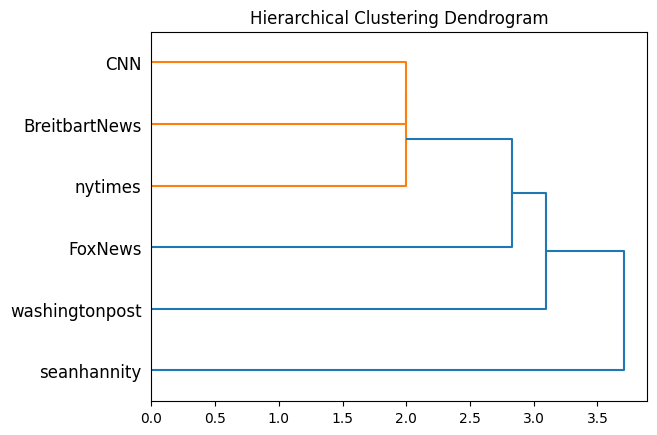 Hierarchical Clustering Dendrogram
CNN
BreitbartNews
nytimes
FoxNews
washingtonpost
seanhannity
0.0 0.5 1.0 1.5 2.0 2.5 3.0 3.5